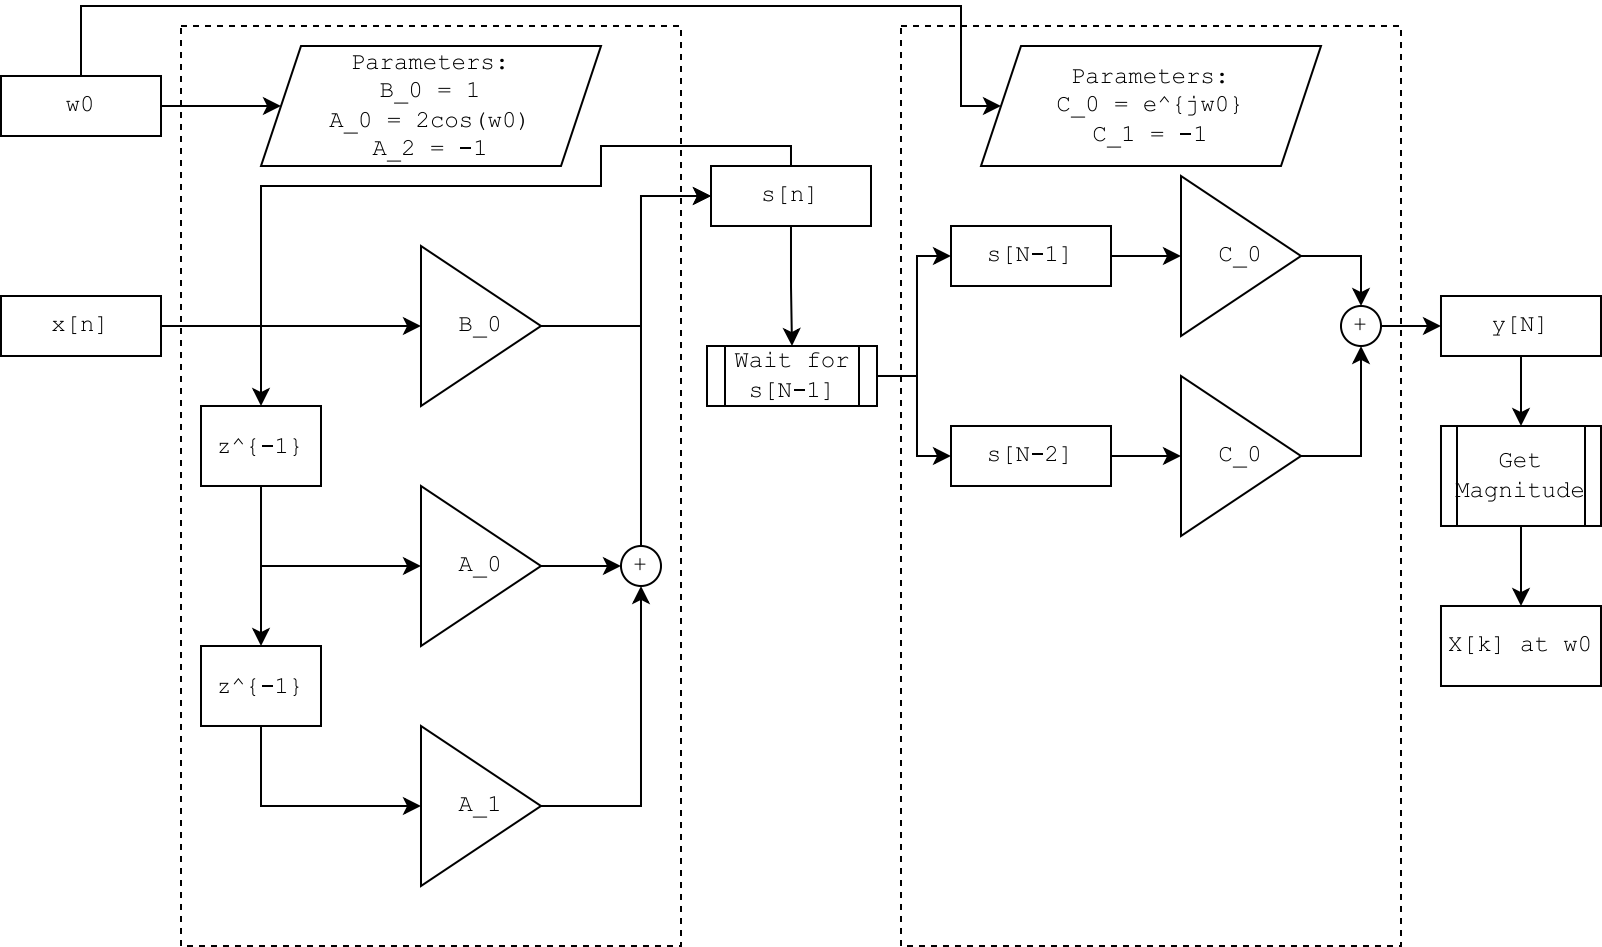 w0
Parameters:
B_0 = 1
A_0 = 2cos(w0)
A_2 = -1
Parameters:
C_0 = e^{jw0}
C_1 = -1
s[n]
x[n]
B_0
Wait for
s[N-1]
s[N-1]
C_0
+
y[N]
s[N-2]
C_0
Get
Magnitude
X[k] at w0
z^{-1}
A_0
+
z^{-1}
A_1